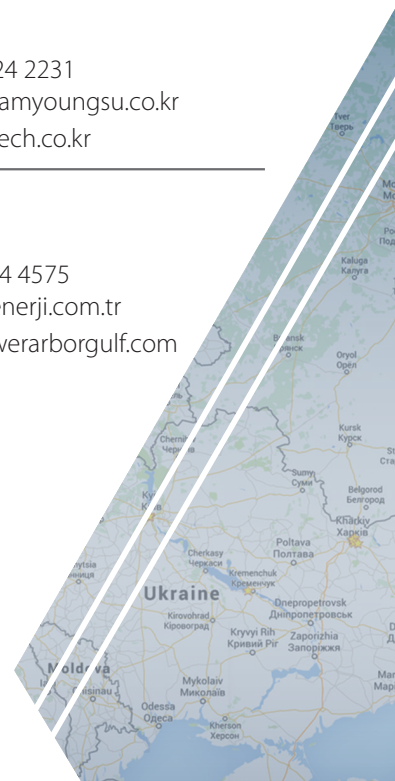 24 2231
amyoungsu.co.kr
ech.co.kr
4 4575
enerji.com.tr
werarborgulf.com
Tver
Тверь
Kaluga
Калуга
Oryol
Орёл
Kursk
Курск
Sumy
Суми
Belgorod
Белгород
Kharkiv
Харків
Poltava
Полтава
Cherkasy
Черкаси
Kremenchuk
Кременчук
Ukraine
Kirovohrad
Кіровоград
Dnepropetrovsk
Дніпропетровськ
Kryvyi Rih
Кривий Ріг
Zaporizhia
Запоріжжя
Moldova
Mykolaiv
Миколаїв
Odessa
Одеса
Kherson
Херсон